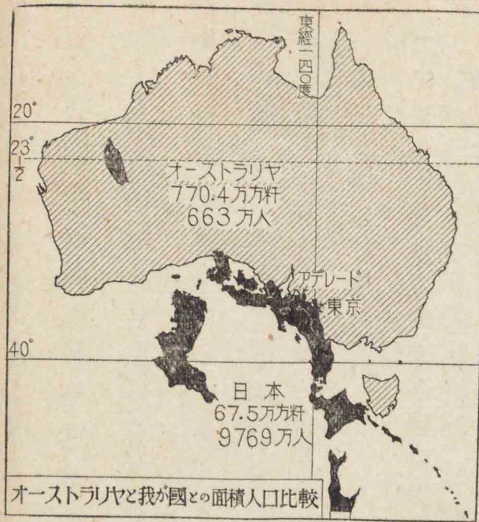 東經一四〇度
20°
23°
1/2
オーストラリヤ
770.4万方粁
663万人
アデレード
東京
40°
日本
67.5万方粁
9769万人
オーストラリヤと我が國との面積人口比較